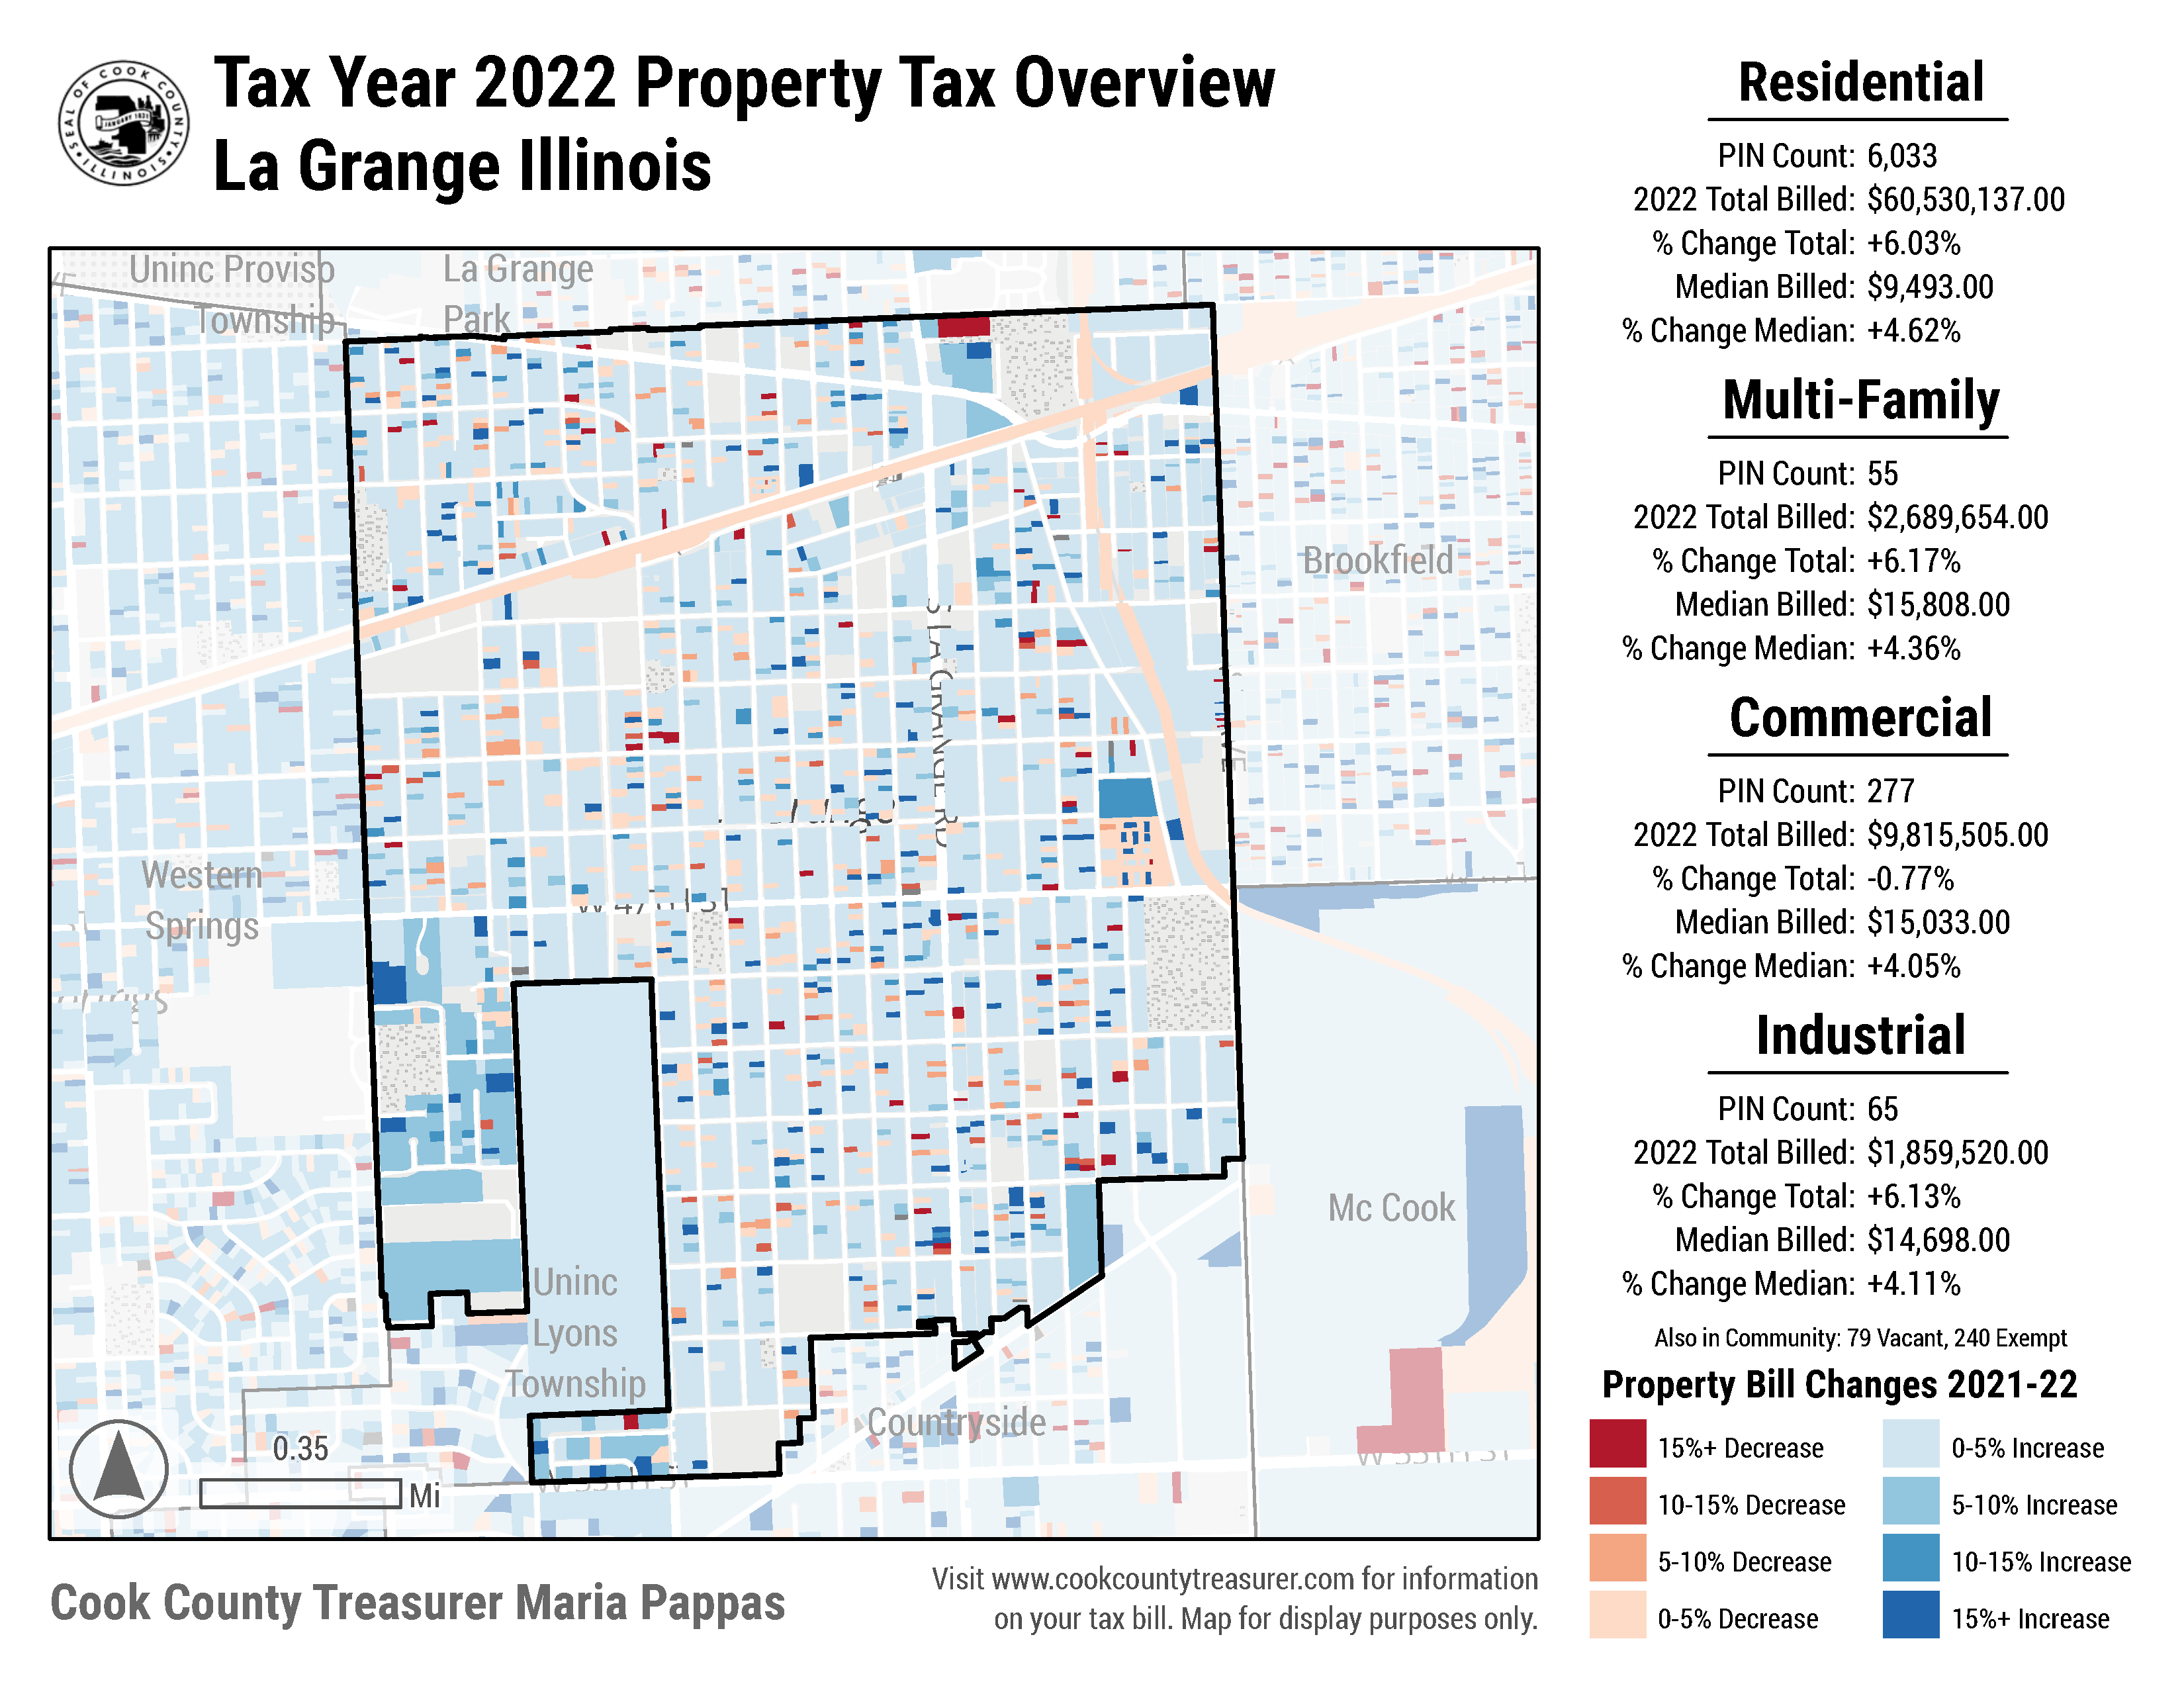 Tax Year 2022 Property Tax Overview
La Grange Illinois
SEAL OF COOK COUNTY
JANUARY 1831
ILLINOIS
Uninc Proviso
Township
La Grange
Park
Brookfield
S LA GRANGE RD
Western
Springs
W 47TH ST
Mc Cook
Uninc
Lyons
Township
Countryside
W 55TH ST
W 55TH ST
0.35
Mi
Cook County Treasurer Maria Pappas
Visit www.cookcountytreasurer.com for information
on your tax bill. Map for display purposes only.
Residential
PIN Count: 6,033
2022 Total Billed: $60,530,137.00
% Change Total: +6.03%
Median Billed: $9,493.00
% Change Median: +4.62%
Multi-Family
PIN Count: 55
2022 Total Billed: $2,689,654.00
% Change Total: +6.17%
Median Billed: $15,808.00
% Change Median: +4.36%
Commercial
PIN Count: 277
2022 Total Billed: $9,815,505.00
% Change Total: -0.77%
Median Billed: $15,033.00
% Change Median: +4.05%
Industrial
PIN Count: 65
2022 Total Billed: $1,859,520.00
% Change Total: +6.13%
Median Billed: $14,698.00
% Change Median: +4.11%
Also in Community: 79 Vacant, 240 Exempt
Property Bill Changes 2021-22
15%+ Decrease
10-15% Decrease
5-10% Decrease
0-5% Decrease
0-5% Increase
5-10% Increase
10-15% Increase
15%+ Increase